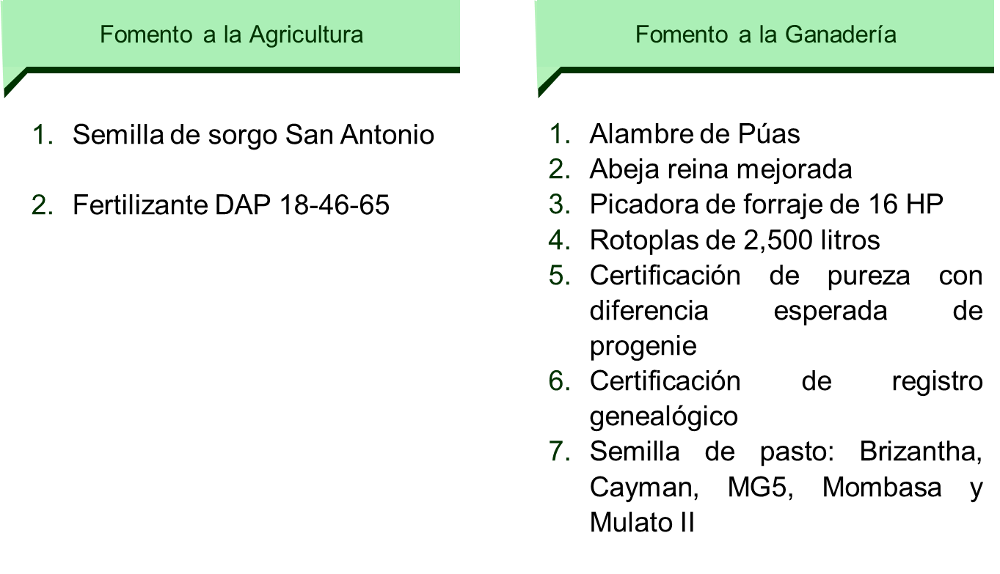 Fomento a la Agricultura
1. Semilla de sorgo San Antonio
2. Fertilizante DAP 18-46-65
Fomento a la Ganadería
1. Alambre de Púas
2. Abeja reina mejorada
3. Picadora de forraje de 16 HP
4. Rotoplas de 2,500 litros
5. Certificación de pureza con
diferencia esperada de
progenie
6. Certificación de registro
genealógico
7. Semilla de pasto: Brizantha,
Cayman, MG5, Mombasa y
Mulato II